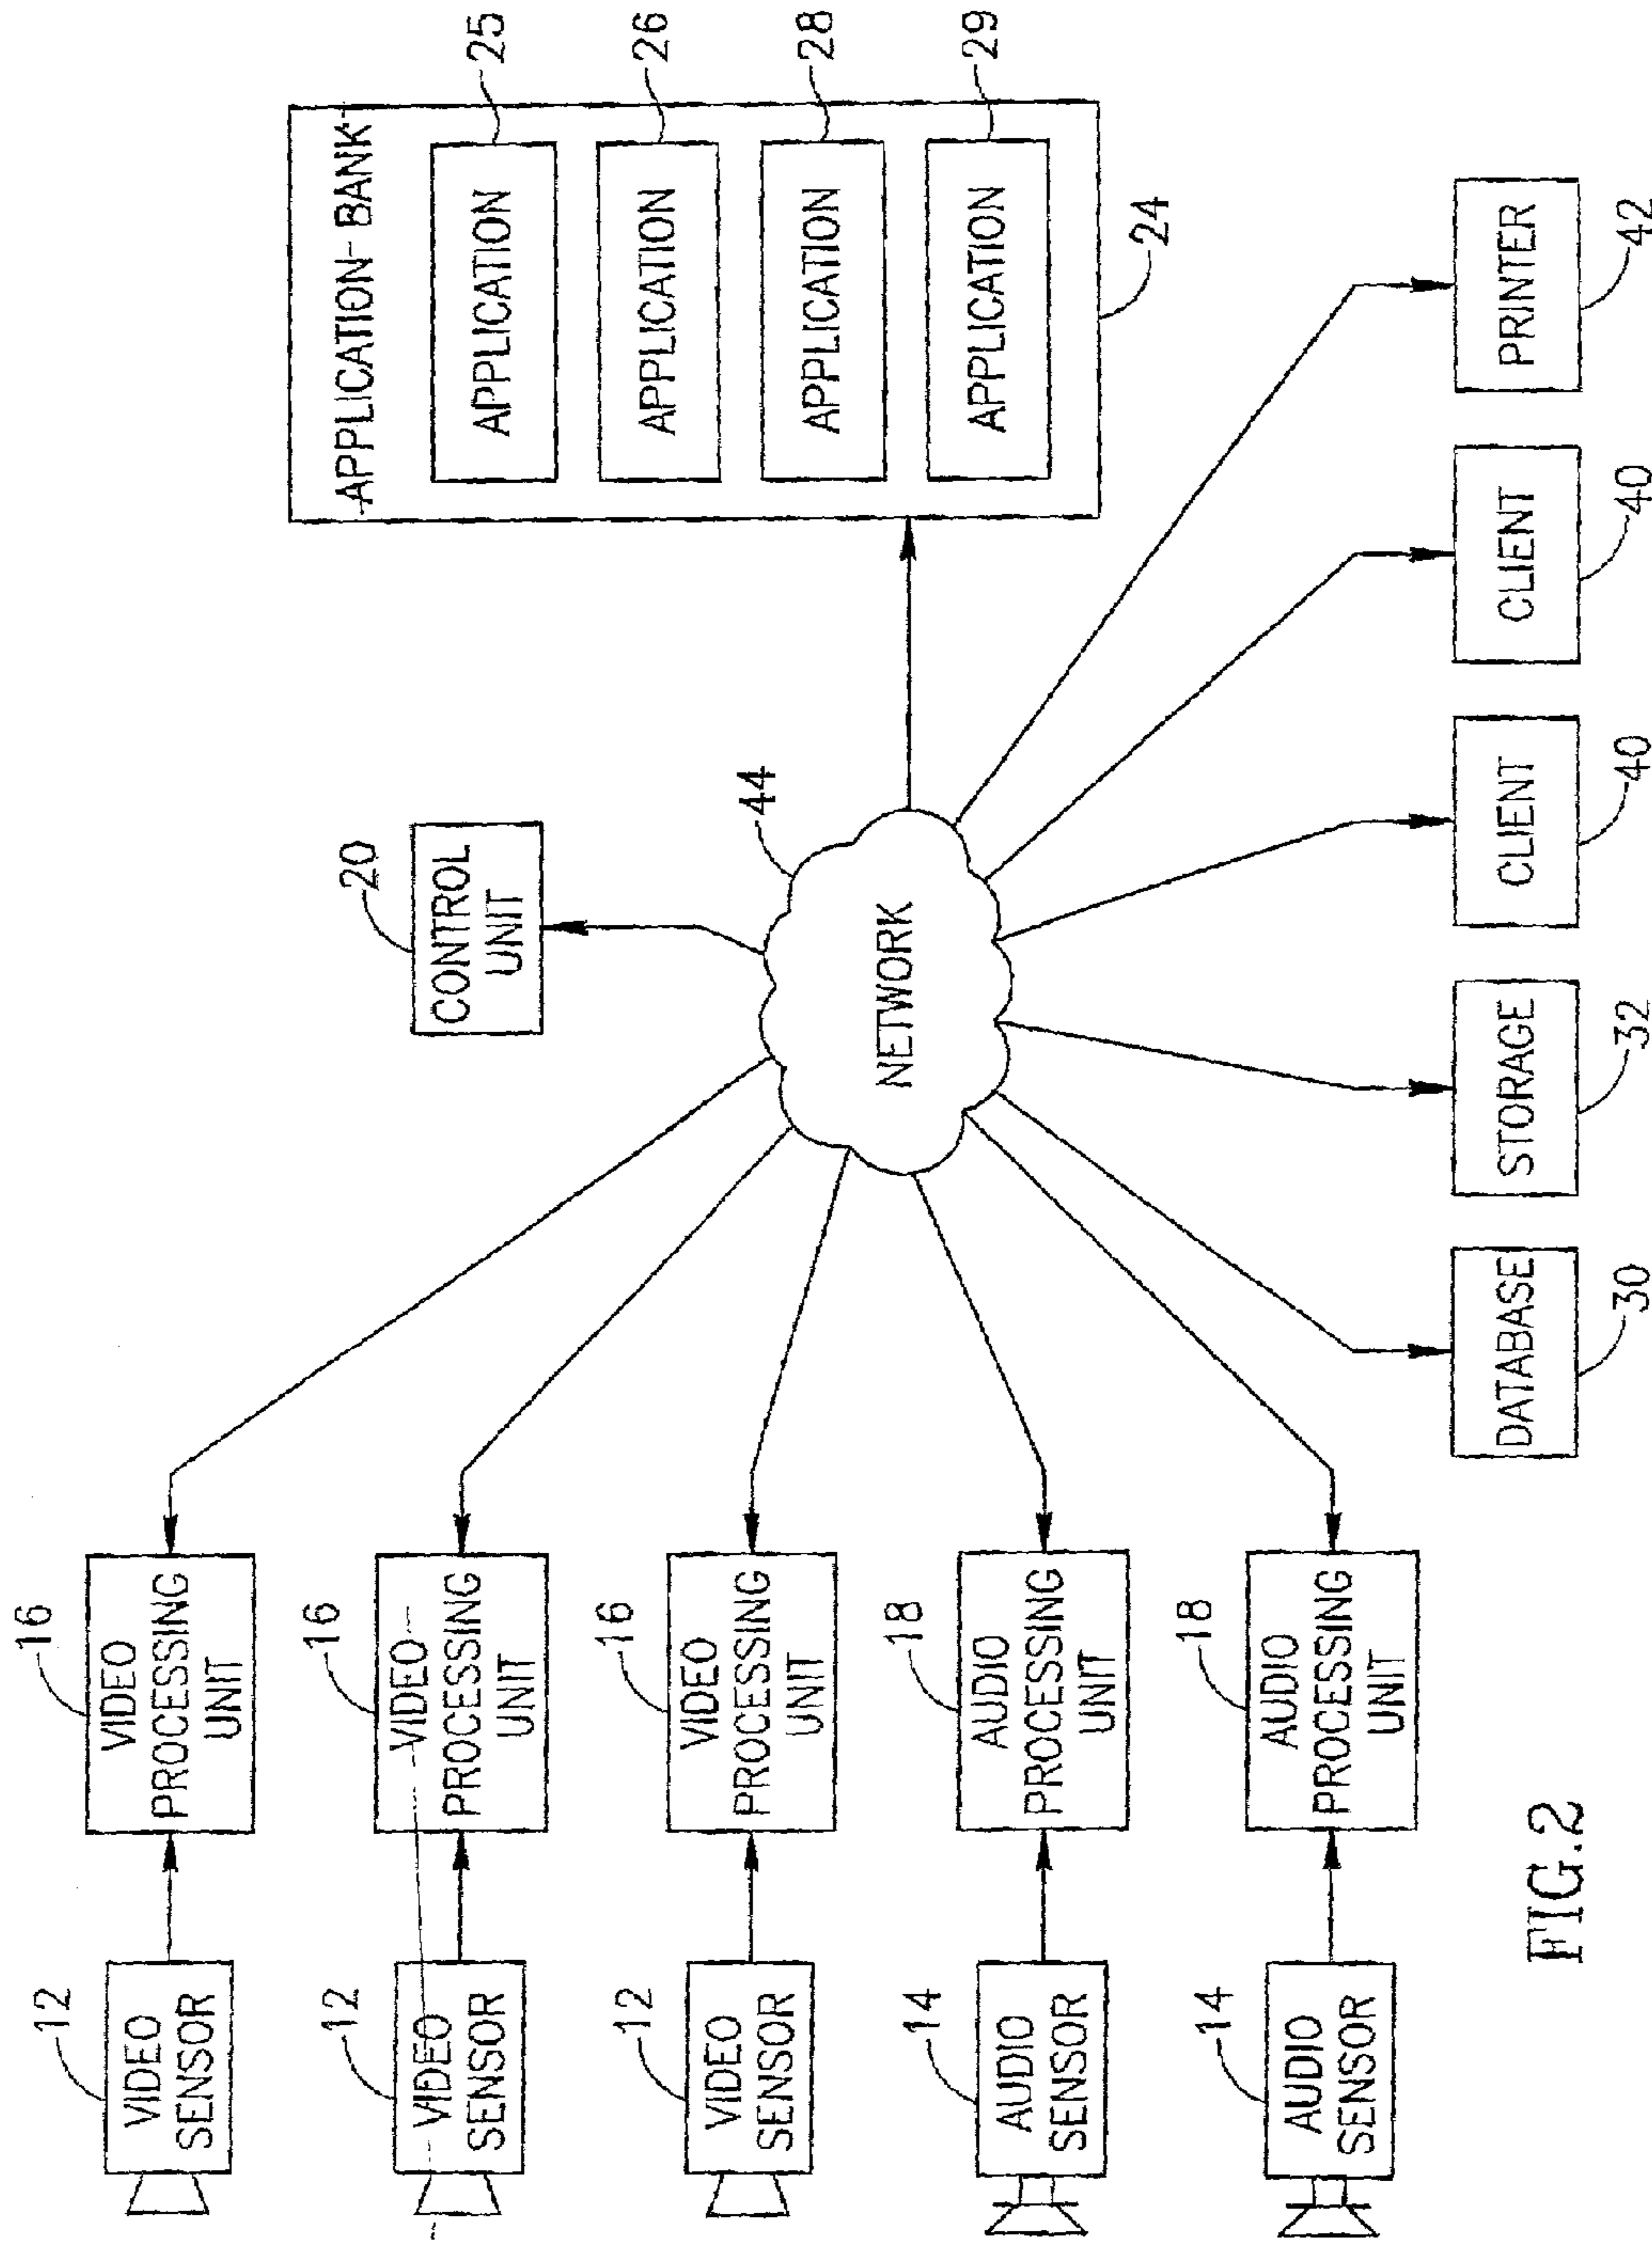 12
VIDEO
SENSOR
16
VIDEO
PROCESSING
UNIT
12
VIDEO
SENSOR
16
VIDEO
PROCESSING
UNIT
12
VIDEO
SENSOR
16
VIDEO
PROCESSING
UNIT
14
AUDIO
SENSOR
18
AUDIO
PROCESSING
UNIT
14
AUDIO
SENSOR
18
AUDIO
PROCESSING
UNIT
20
CONTROL
UNIT
44
NETWORK
APPLICATION BANK
APPLICATION
25
APPLICATION
26
APPLICATION
28
APPLICATION
29
24
DATABASE
30
STORAGE
32
CLIENT
40
CLIENT
40
PRINTER
42
FIG.2